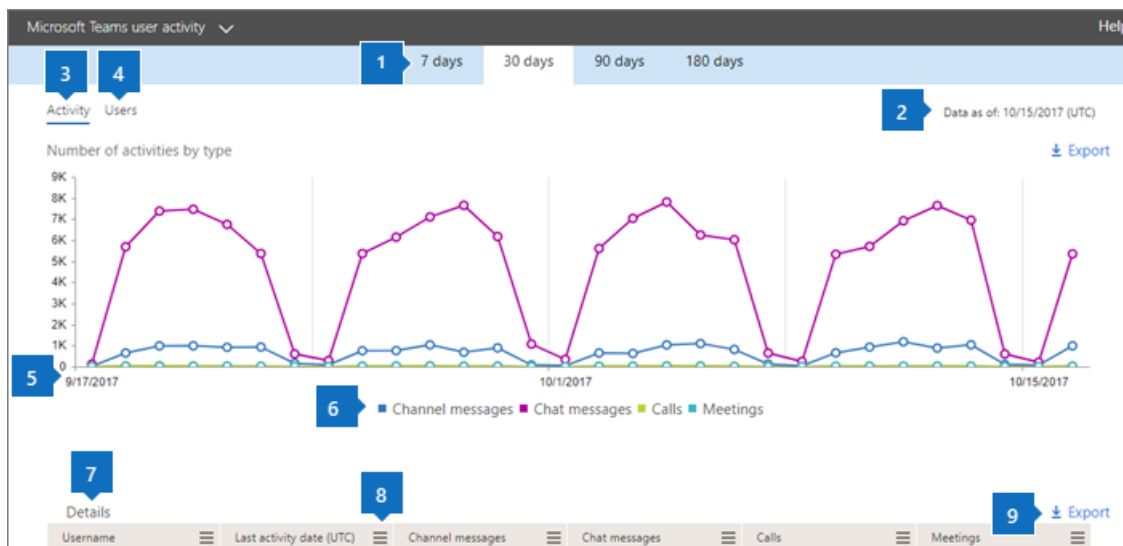 Microsoft Teams user activity
1 7 days 30 days 90 days 180 days
3 4
Activity Users
2 Data as of: 10/15/2017 (UTC)
Number of activities by type
Export
9K
8K
7K
6K
5K
4K
3K
2K
1K
0
5 9/17/2017 10/1/2017 10/15/2017
6 Channel messages Chat messages Calls Meetings
7
Details
8
9 Export
Username Last activity date (UTC) Channel messages Chat messages Calls Meetings